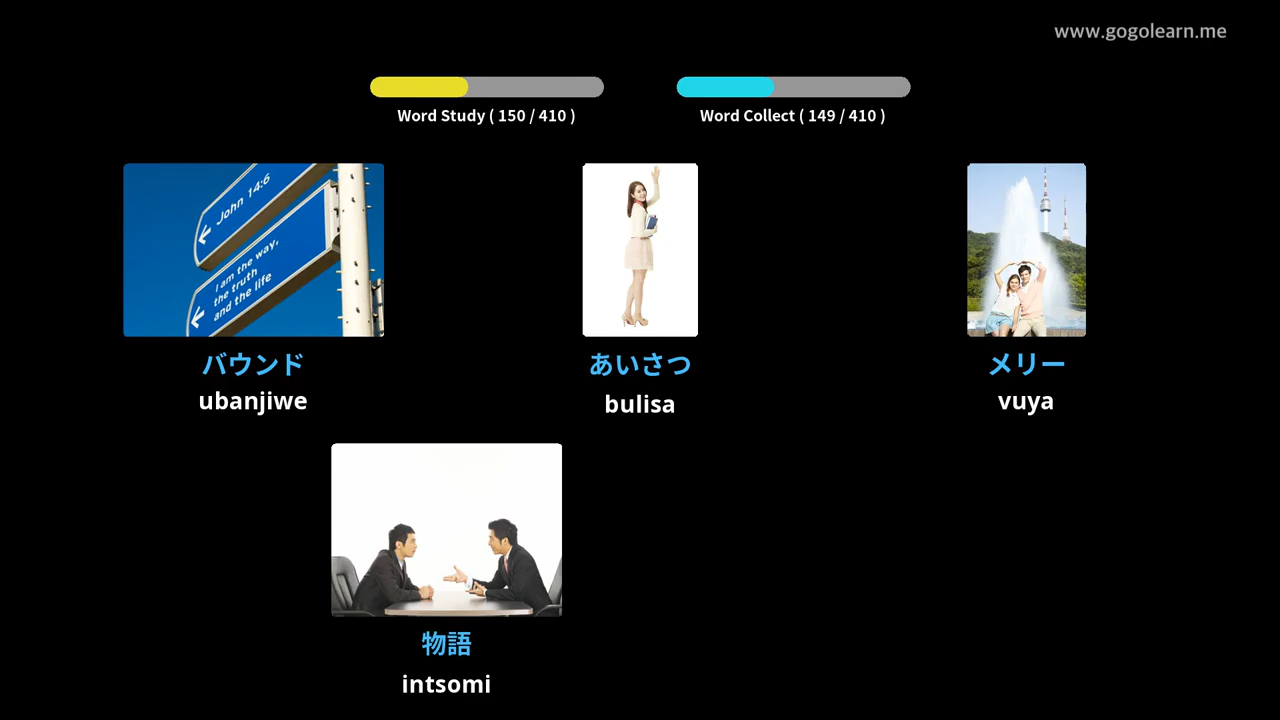 www.gogolearn.me
Word Study ( 150 / 410 )
Word Collect ( 149 / 410 )
John 14:6
I am the way,
the truth
and the life
バウンド
ubanjiwe
あいさつ
bulisa
メリー
vuya
物語
intsomi